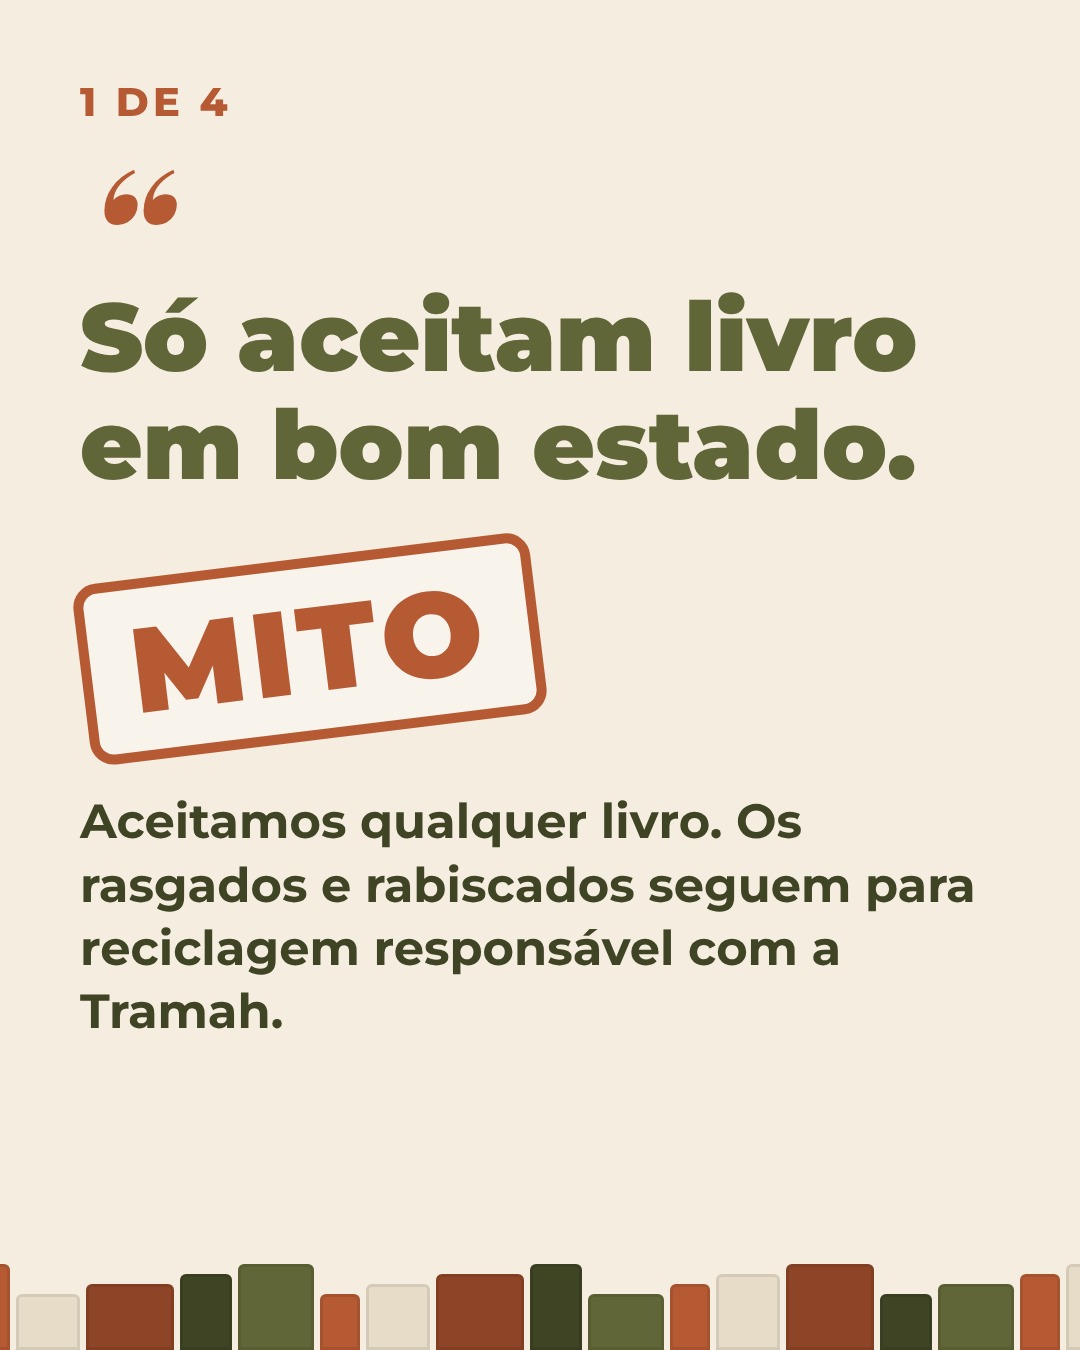 1 DE 4
“
Só aceitam livro
em bom estado.
MITO
Aceitamos qualquer livro. Os
rasgados e rabiscados seguem para
reciclagem responsável com a
Tramah.